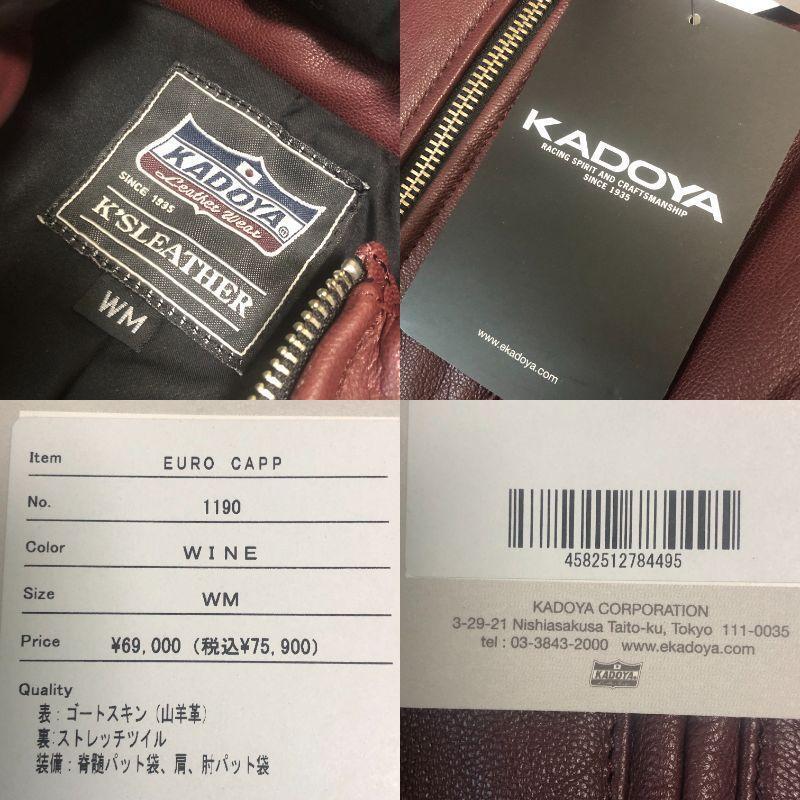 KADOYA
Leather Wear
SINCE 1935
K'SLEATHER
WM
KADOYA
RACING SPIRIT AND CRAFTSMANSHIP
SINCE 1935
www.ekadoya.com
Item EURO CAPP
No. 1190
Color WINE
Size WM
Price ¥69,000 (税込¥75,900)
Quality
表:ゴートスキン(山羊革)
裏:ストレッチツイル
装備:脊髄パット袋、肩、肘パット袋
4582512784495
KADOYA CORPORATION
3-29-21 Nishiasakusa Taito-ku, Tokyo 111-0035
tel : 03-3843-2000 www.ekadoya.com
KADOYA